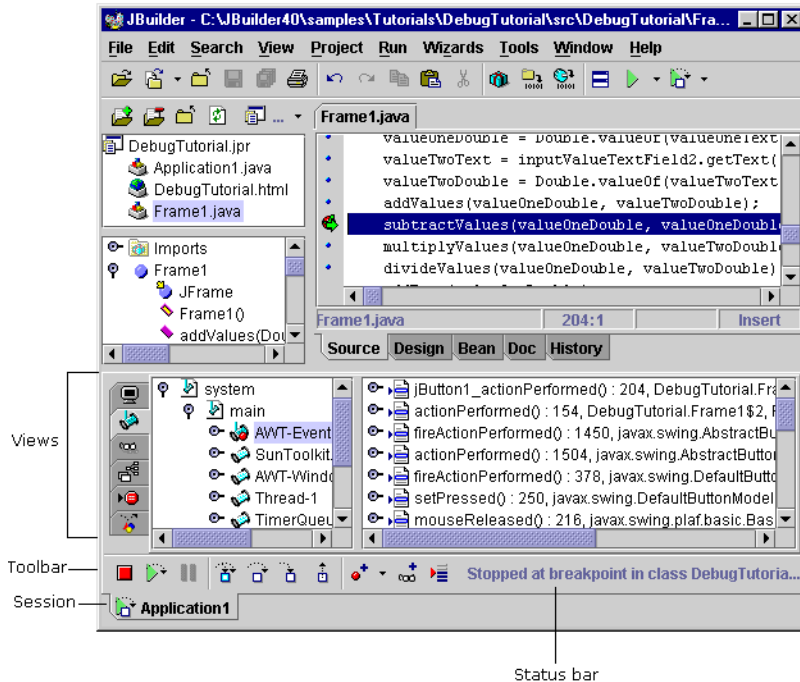 JBuilder - C:\JBuilder40\samples\Tutorials\DebugTutorial\src\DebugTutorial\Fra...
File Edit Search View Project Run Wizards Tools Window Help
...
Frame1.java
DebugTutorial.jpr
Application1.java
DebugTutorial.html
Frame1.java
valueOneDouble = Double.valueOf(valueOneText
valueTwoText = inputValueTextField2.getText(
valueTwoDouble = Double.valueOf(valueTwoText
addValues(valueOneDouble, valueTwoDouble);
subtractValues(valueOneDouble, valueOneDoubl
multiplyValues(valueOneDouble, valueTwoDoubl
divideValues(valueOneDouble, valueTwoDouble)
Imports
Frame1
JFrame
Frame1()
addValues(Dou
Frame1.java 204:1 Insert
Source Design Bean Doc History
Views
system
main
AWT-Event
SunToolkit.
AWT-Windo
Thread-1
TimerQueu
jButton1_actionPerformed() : 204, DebugTutorial.Fra
actionPerformed() : 154, DebugTutorial.Frame1$2, F
fireActionPerformed() : 1450, javax.swing.AbstractBu
actionPerformed() : 1504, javax.swing.AbstractButton
fireActionPerformed() : 378, javax.swing.DefaultButto
setPressed() : 250, javax.swing.DefaultButtonModel
mouseReleased() : 216, javax.swing.plaf.basic.Bas
Toolbar
Stopped at breakpoint in class DebugTutoria...
Session
Application1
Status bar